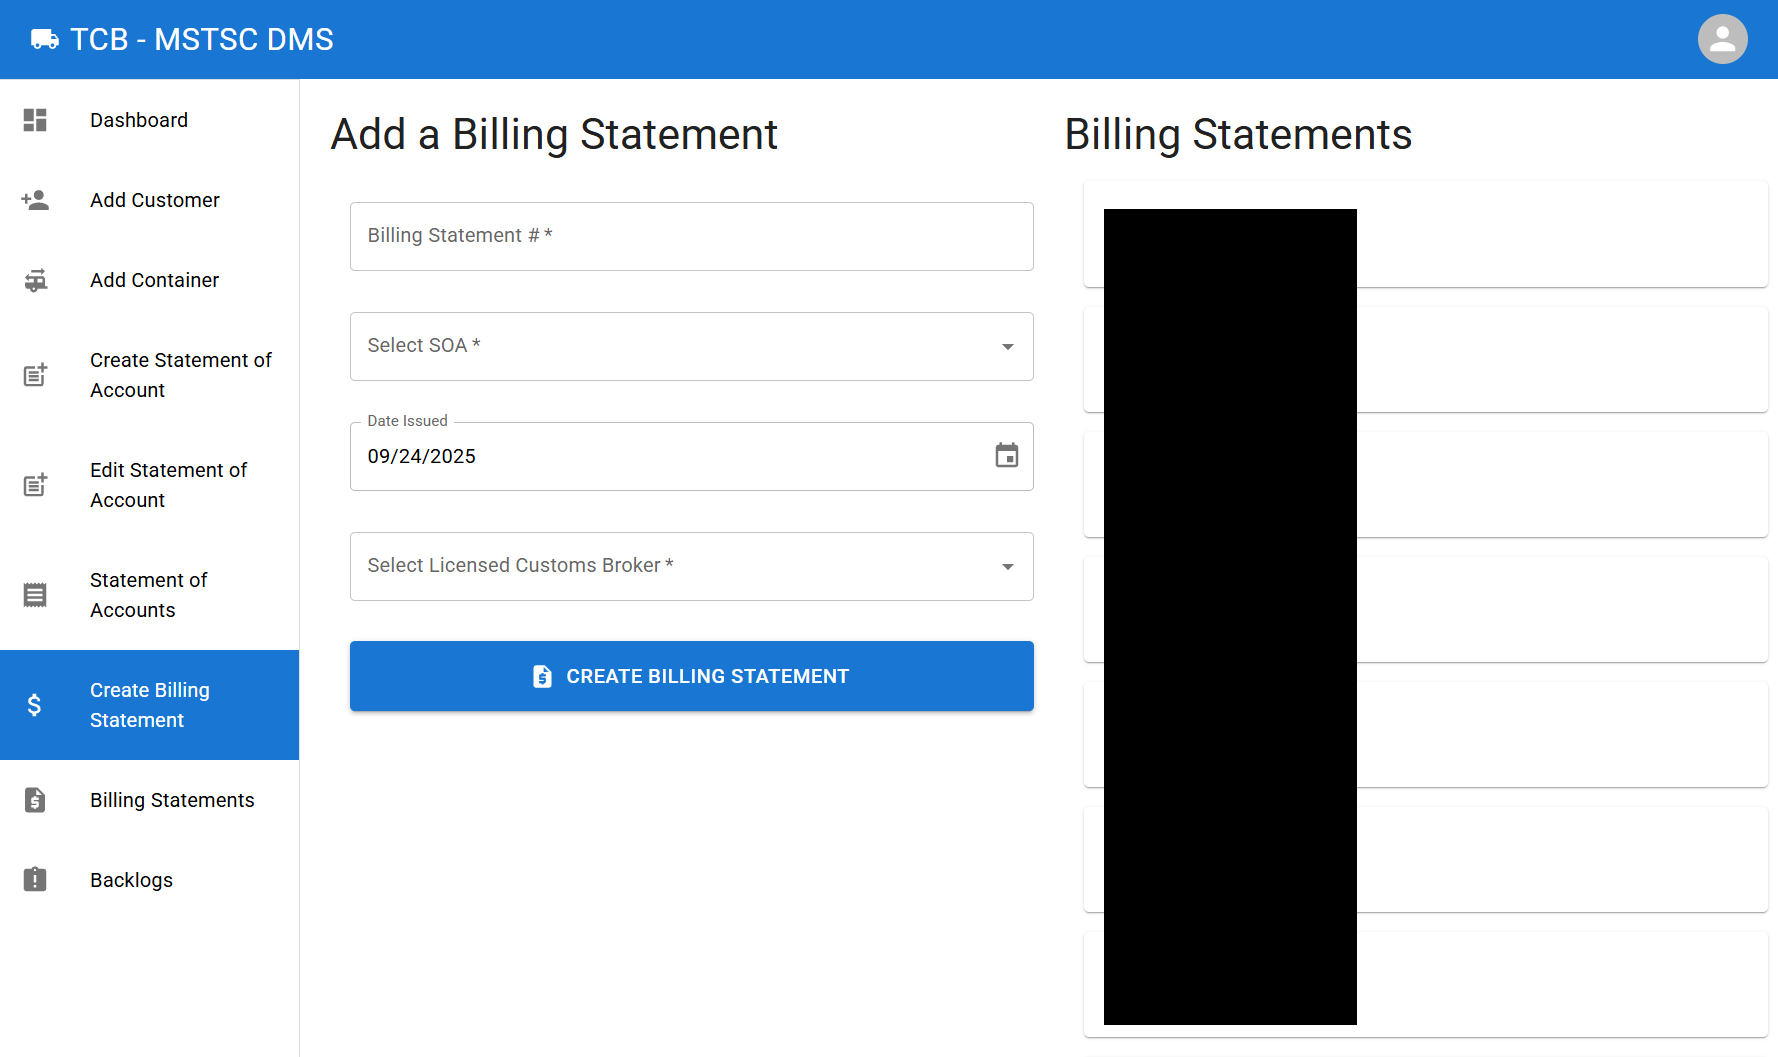 TCB - MSTSC DMS
Dashboard
Add Customer
Add Container
Create Statement of
Account
Edit Statement of
Account
Statement of
Accounts
Create Billing
Statement
Billing Statements
Backlogs
Add a Billing Statement
Billing Statement # *
Select SOA *
Date Issued
09/24/2025
Select Licensed Customs Broker *
CREATE BILLING STATEMENT
Billing Statements